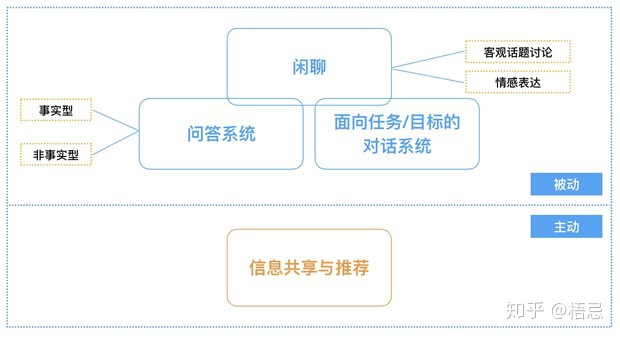 闲聊
客观话题讨论
情感表达
事实型
非事实型
问答系统
面向任务/目标的
对话系统
被动
主动
信息共享与推荐
知乎 @梧忌